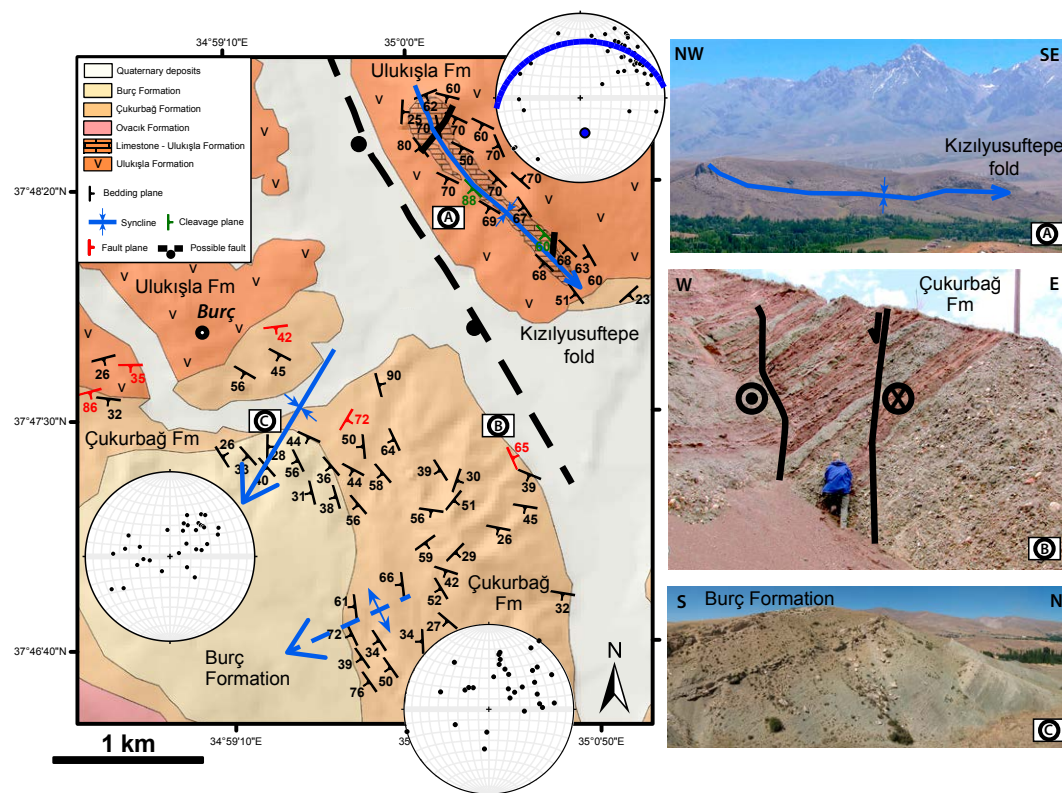 34°59'10"E
35°0'0"E
Quaternary deposits
Burç Formation
Çukurbağ Formation
Ovacık Formation
Limestone - Ulukışla Formation
V
Ulukışla Formation
Bedding plane
Syncline
Cleavage plane
Fault plane
Possible fault
37°48'20"N
37°47'30"N
37°46'40"N
Ulukışla Fm
60
62
25
70
70
60
80
50
70
70
70
70
88
69
67
A
60
68
68
63
60
51
23
Kızılyusuftepe
fold
Ulukışla Fm
Burç
42
45
56
26
35
86
32
90
C
72
B
Çukurbağ Fm
26
33
40
28
44
56
31
38
50
64
36
44
58
56
65
39
39
30
51
56
45
26
59
29
42
52
66
61
Çukurbağ
Fm
32
27
72
34
34
39
50
76
Burç
Formation
N
1 km
34°59'10"E
35°
35°0'50"E
NW
SE
Kızılyusuftepe
fold
A
W
E
Çukurbağ
Fm
B
S
Burç Formation
N
C